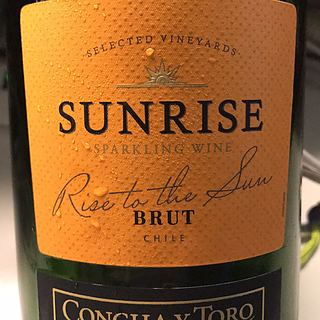 SELECTED VINEYARDS
SUNRISE
SPARKLING WINE
Rise to the Sun
BRUT
CHILE
CONCHA Y TORO